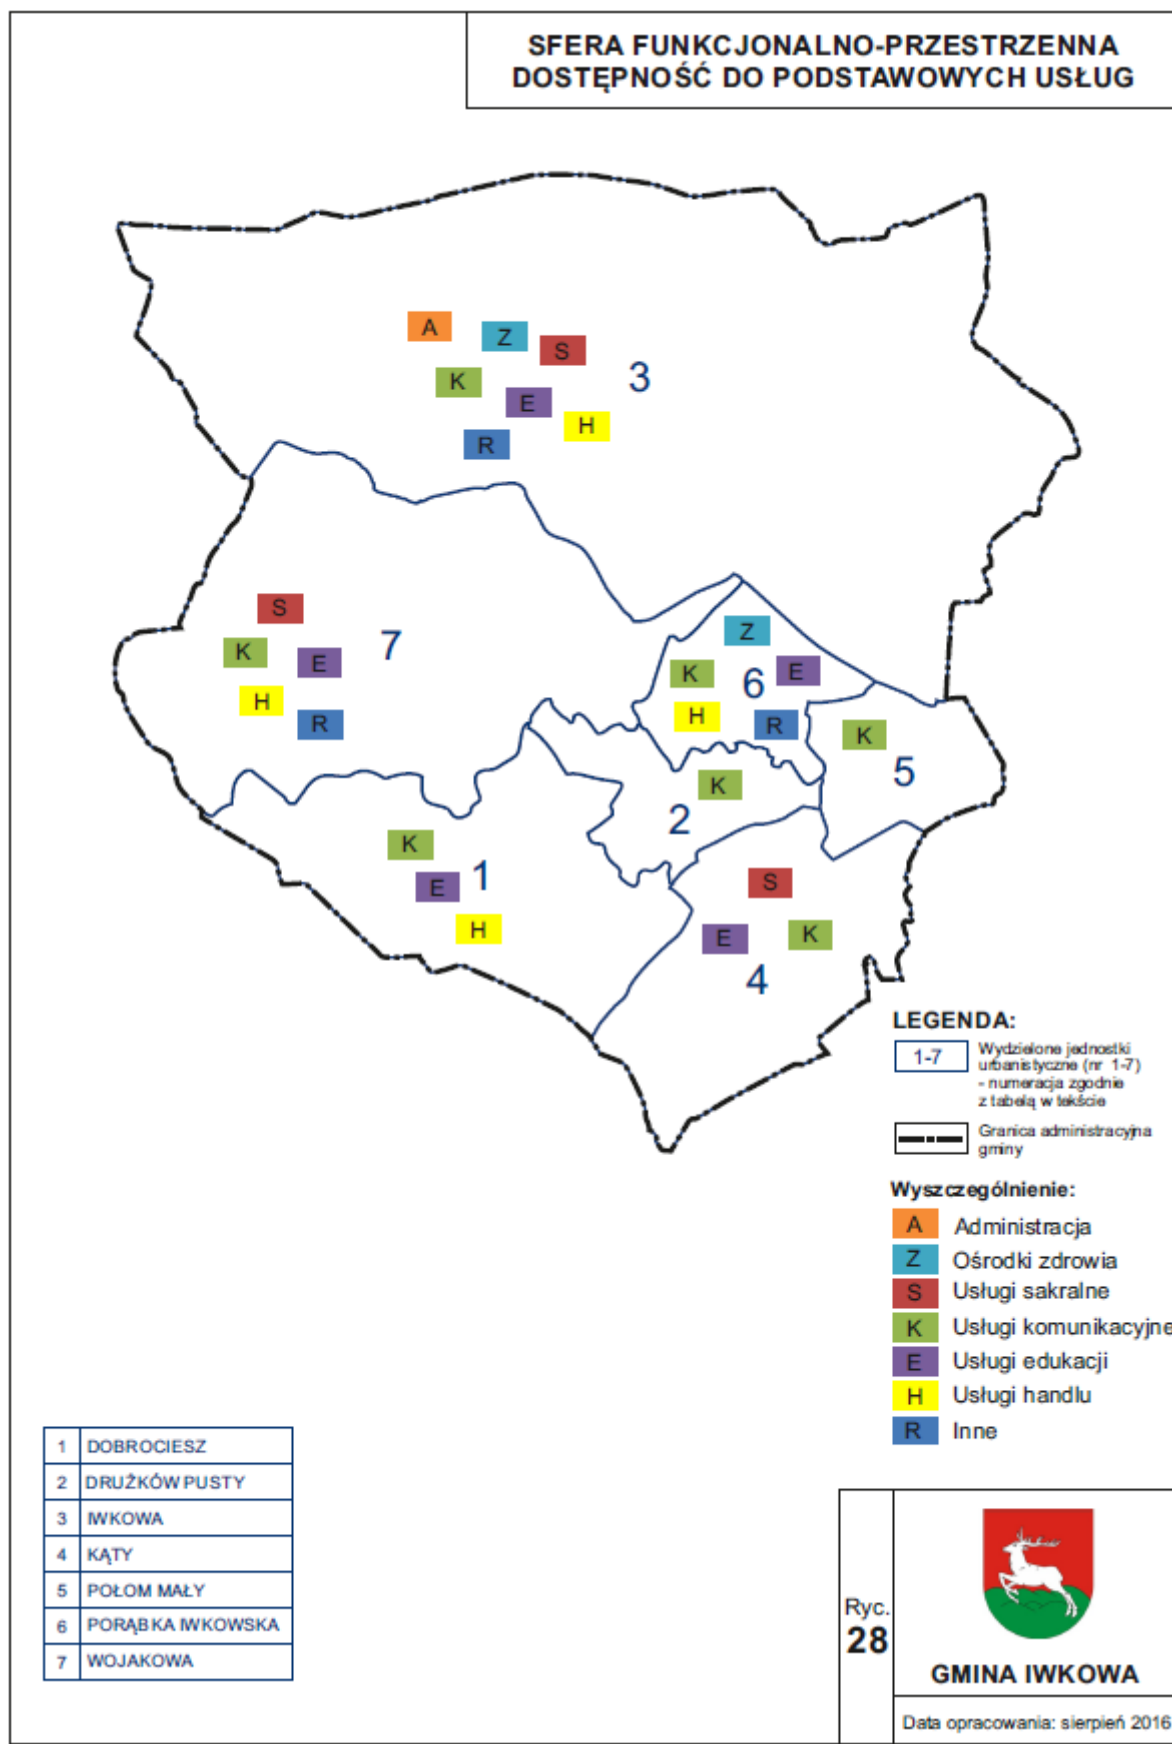 SFERA FUNKCJONALNO-PRZESTRZENNA
DOSTĘPNOŚĆ DO PODSTAWOWYCH USŁUG
A
Z
S
K
E
H
R
3
S
K
E
H
R
7
Z
K
E
H
R
6
K
5
K
2
K
E
H
1
S
E
K
4
LEGENDA:
1-7
Wydzielone jednostki
urbanistyczne (nr 1-7)
- numeracja zgodnie
z tabelą w tekście
Granica administracyjna
gminy
Wyszczególnienie:
A Administracja
Z Ośrodki zdrowia
S Usługi sakralne
K Usługi komunikacyjne
E Usługi edukacji
H Usługi handlu
R Inne
1 DOBROCIESZ
2 DRUŻKÓW PUSTY
3 IWKOWA
4 KĄTY
5 POŁOM MAŁY
6 PORĄBKA IWKOWSKA
7 WOJAKOWA
Ryc.
28
GMINA IWKOWA
Data opracowania: sierpień 2016